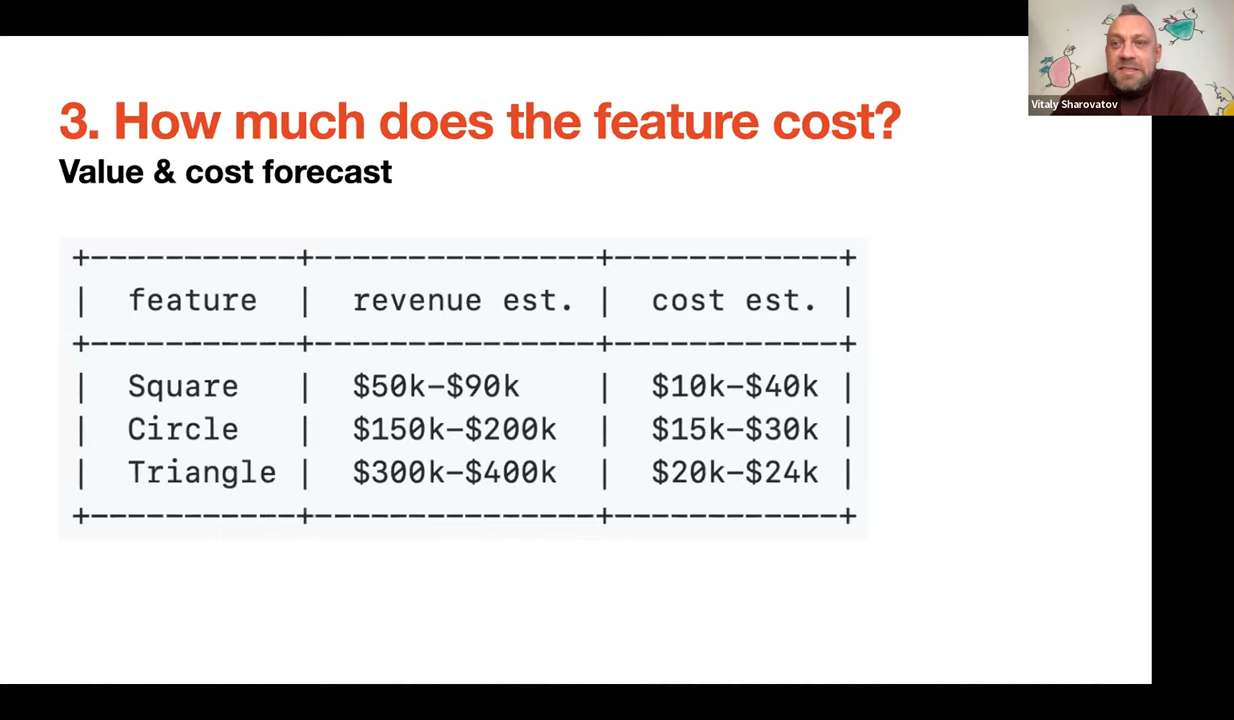 3. How much does the feature cost?
Value & cost forecast
+-----------+---------------+------------+
|  feature  |  revenue est. |  cost est. |
+-----------+---------------+------------+
|  Square   |  $50k-$90k    |  $10k-$40k |
|  Circle   |  $150k-$200k  |  $15k-$30k |
|  Triangle |  $300k-$400k  |  $20k-$24k |
+-----------+---------------+------------+
Vitaly Sharovatov